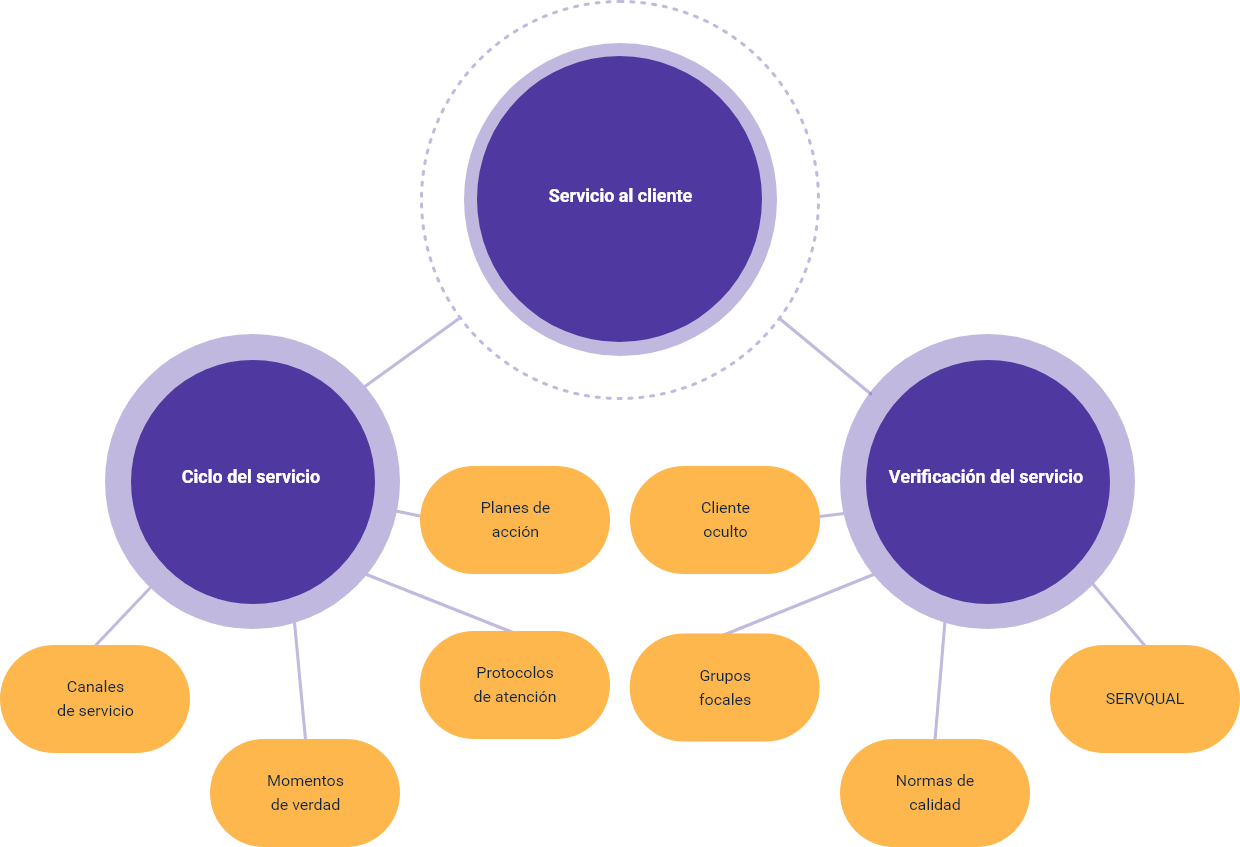 Servicio al cliente
Ciclo del servicio
Verificación del servicio
Planes de
acción
Cliente
oculto
Canales
de servicio
Momentos
de verdad
Protocolos
de atención
Grupos
focales
Normas de
calidad
SERVQUAL